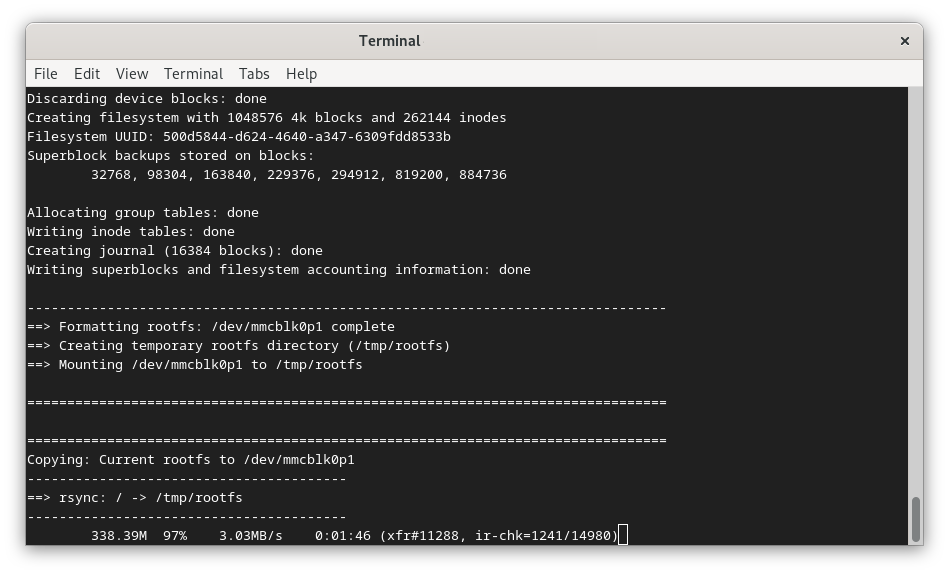 Terminal ×
File Edit View Terminal Tabs Help
Discarding device blocks: done
Creating filesystem with 1048576 4k blocks and 262144 inodes
Filesystem UUID: 500d5844-d624-4640-a347-6309fdd8533b
Superblock backups stored on blocks:
        32768, 98304, 163840, 229376, 294912, 819200, 884736
Allocating group tables: done
Writing inode tables: done
Creating journal (16384 blocks): done
Writing superblocks and filesystem accounting information: done
--------------------------------------------------------------------------------
==> Formatting rootfs: /dev/mmcblk0p1 complete
==> Creating temporary rootfs directory (/tmp/rootfs)
==> Mounting /dev/mmcblk0p1 to /tmp/rootfs
================================================================================
================================================================================
Copying: Current rootfs to /dev/mmcblk0p1
----------------------------------------
==> rsync: / -> /tmp/rootfs
----------------------------------------
        338.39M  97%    3.03MB/s    0:01:46 (xfr#11288, ir-chk=1241/14980)